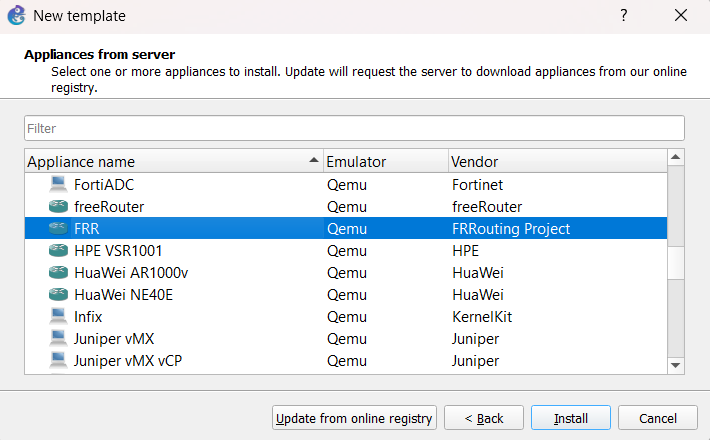 New template
Appliances from server
Select one or more appliances to install. Update will request the server to download appliances from our online
registry.
Filter
Appliance name Emulator Vendor
FortiADC Qemu Fortinet
freeRouter Qemu freeRouter
FRR Qemu FRRouting Project
HPE VSR1001 Qemu HPE
HuaWei AR1000v Qemu HuaWei
HuaWei NE40E Qemu HuaWei
Infix Qemu KernelKit
Juniper vMX Qemu Juniper
Juniper vMX vCP Qemu Juniper
Update from online registry < Back Install Cancel